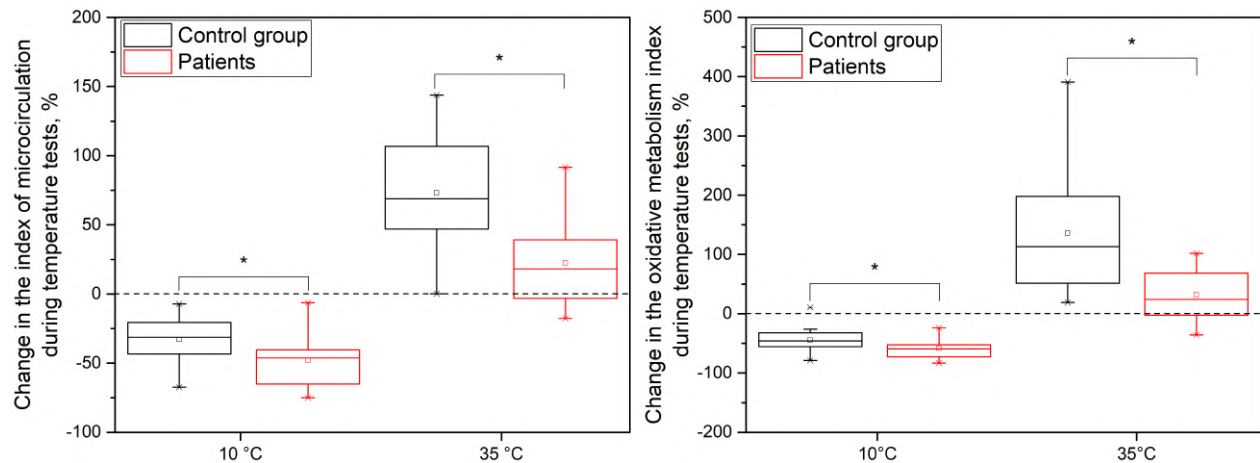 Change in the index of microcirculation
during temperature tests, %
200
150
100
50
0
-50
-100
Control group
Patients
*
*
10°C
35°C
Change in the oxidative metabolism index
during temperature tests, %
500
400
300
200
100
0
-100
-200
Control group
Patients
*
*
10°C
35°C